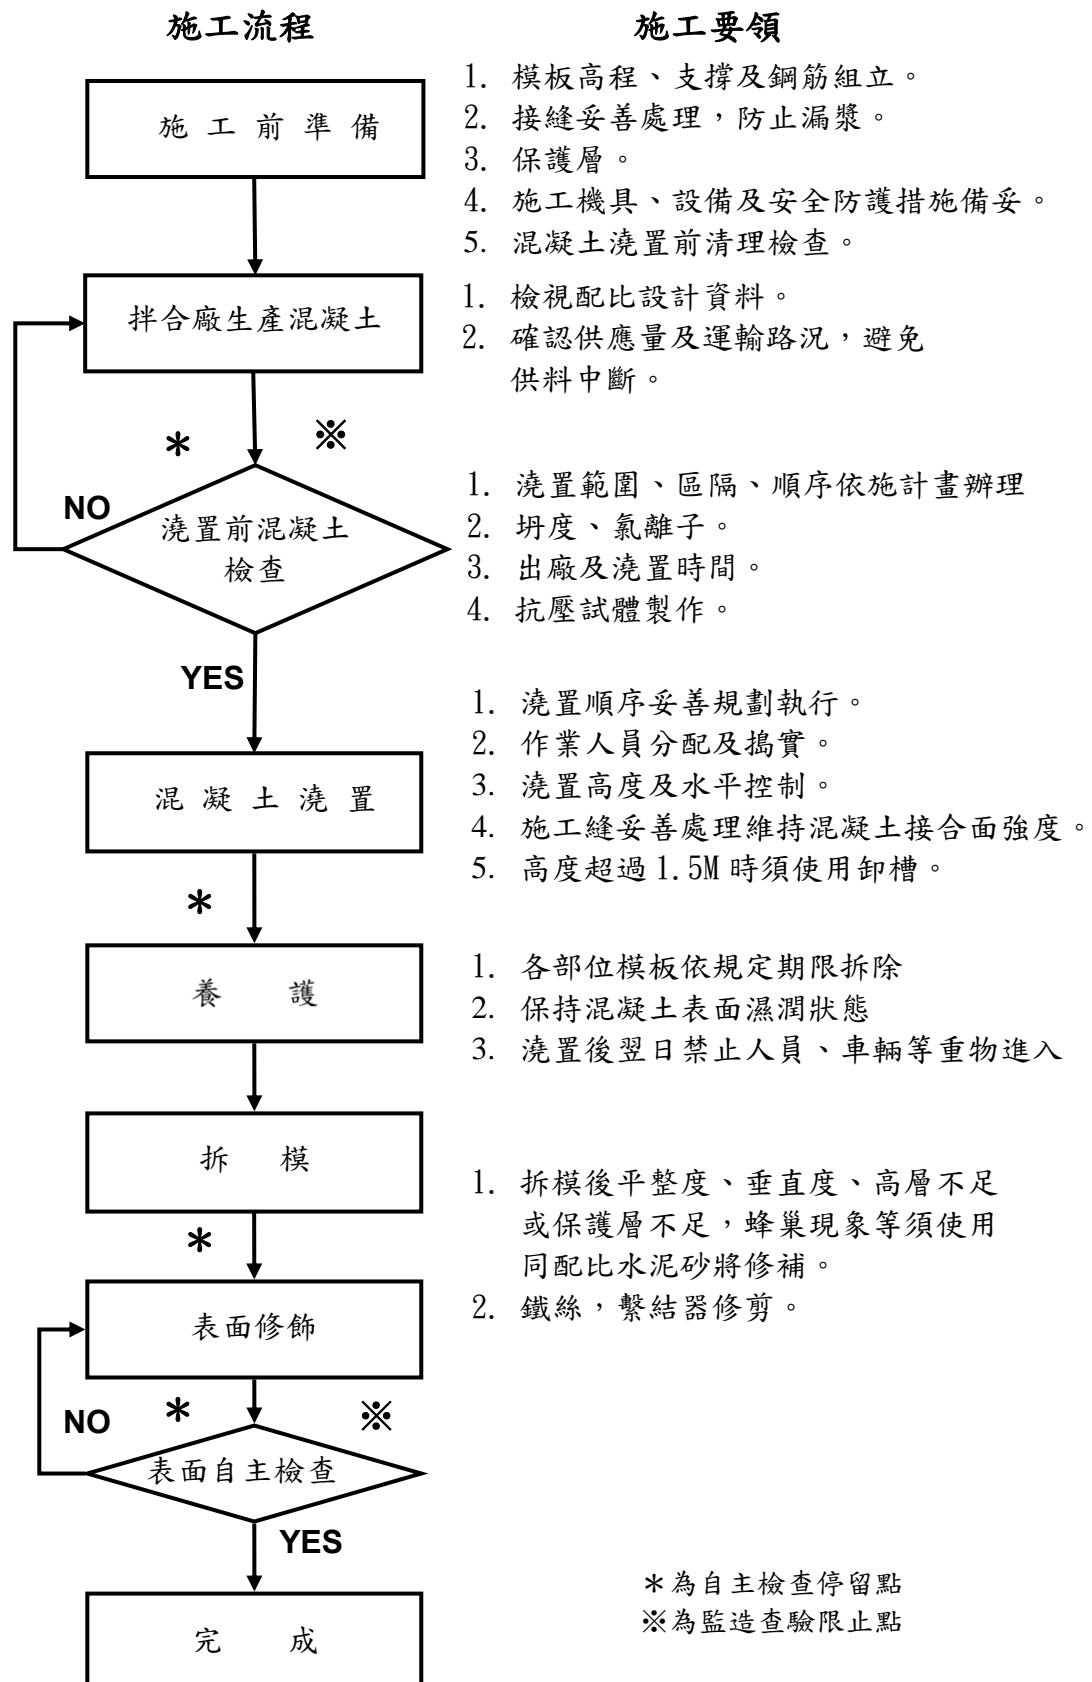 施工流程
施工要領
施工前準備
1. 模板高程、支撐及鋼筋組立。
2. 接縫妥善處理，防止漏漿。
3. 保護層。
4. 施工機具、設備及安全防護措施備妥。
5. 混凝土澆置前清理檢查。
拌合廠生產混凝土
1. 檢視配比設計資料。
2. 確認供應量及運輸路況，避免
供料中斷。
＊
※
NO
澆置前混凝土
檢查
1. 澆置範圍、區隔、順序依施計畫辦理
2. 坍度、氯離子。
3. 出廠及澆置時間。
4. 抗壓試體製作。
YES
混凝土澆置
1. 澆置順序妥善規劃執行。
2. 作業人員分配及搗實。
3. 澆置高度及水平控制。
4. 施工縫妥善處理維持混凝土接合面強度。
5. 高度超過1.5M時須使用卸槽。
＊
養護
1. 各部位模板依規定期限拆除
2. 保持混凝土表面濕潤狀態
3. 澆置後翌日禁止人員、車輛等重物進入
拆模
1. 拆模後平整度、垂直度、高層不足
或保護層不足，蜂巢現象等須使用
同配比水泥砂將修補。
2. 鐵絲，繫結器修剪。
＊
表面修飾
＊
※
NO
表面自主檢查
YES
完成
＊為自主檢查停留點
※為監造查驗限止點